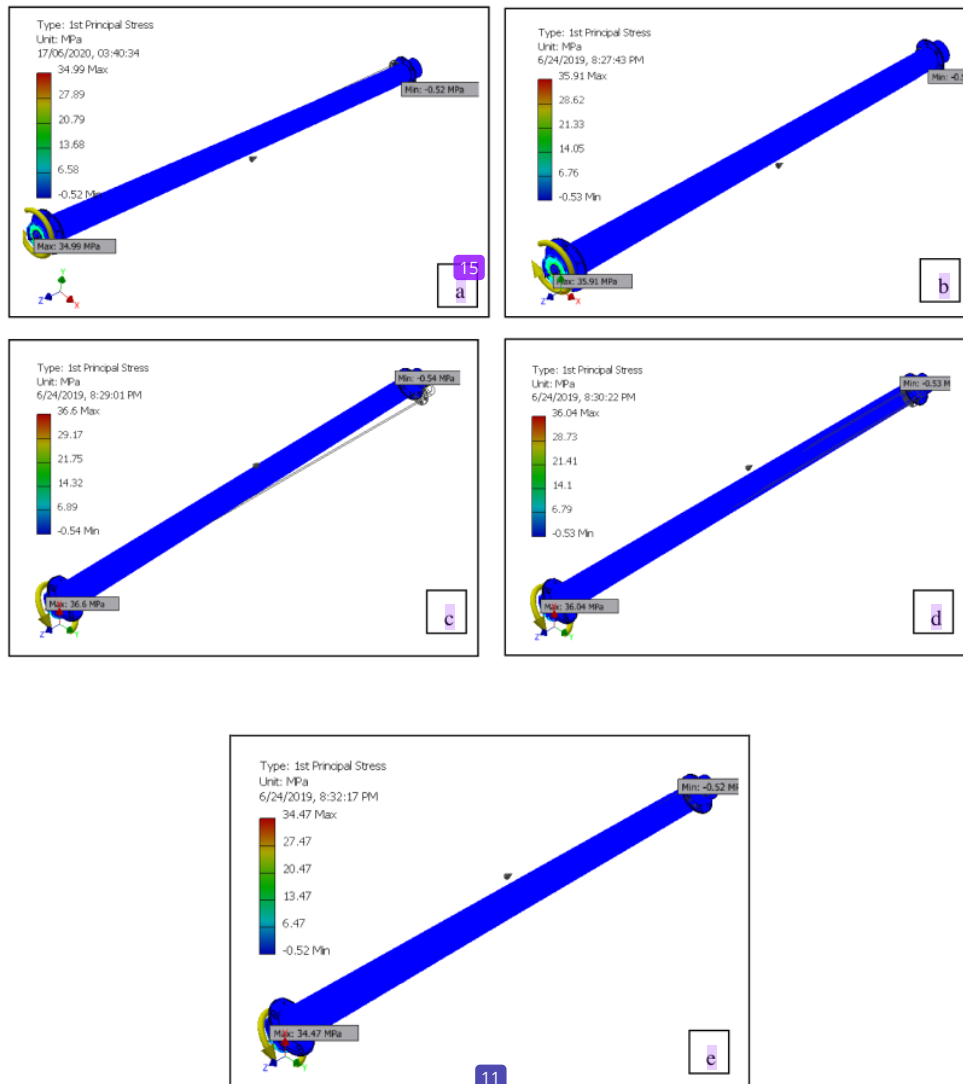 Type: 1st Principal Stress
Unit: MPa
17/06/2020, 03:40:34
34.99 Max
27.89
20.79
13.68
6.58
-0.52 Min
Min: -0.52 MPa
Max: 34.99 MPa
Y
Z
X
15
a
Type: 1st Principal Stress
Unit: MPa
6/24/2019, 8:27:43 PM
35.91 Max
28.62
21.33
14.05
6.76
-0.53 Min
Max: 35.91 MPa
Z
X
b
Type: 1st Principal Stress
Unit: MPa
6/24/2019, 8:29:01 PM
36.6 Max
29.17
21.75
14.32
6.89
-0.54 Min
Min: -0.54 MPa
Max: 36.6 MPa
Z
Y
c
Type: 1st Principal Stress
Unit: MPa
6/24/2019, 8:30:22 PM
36.04 Max
28.73
21.41
14.1
6.79
-0.53 Min
Min: -0.53 M
Max: 36.04 MPa
Z
Y
d
Type: 1st Principal Stress
Unit: MPa
6/24/2019, 8:32:17 PM
34.47 Max
27.47
20.47
13.47
6.47
-0.52 Min
Min: -0.52 MP
Max: 34.47 MPa
Z
Y
e
11